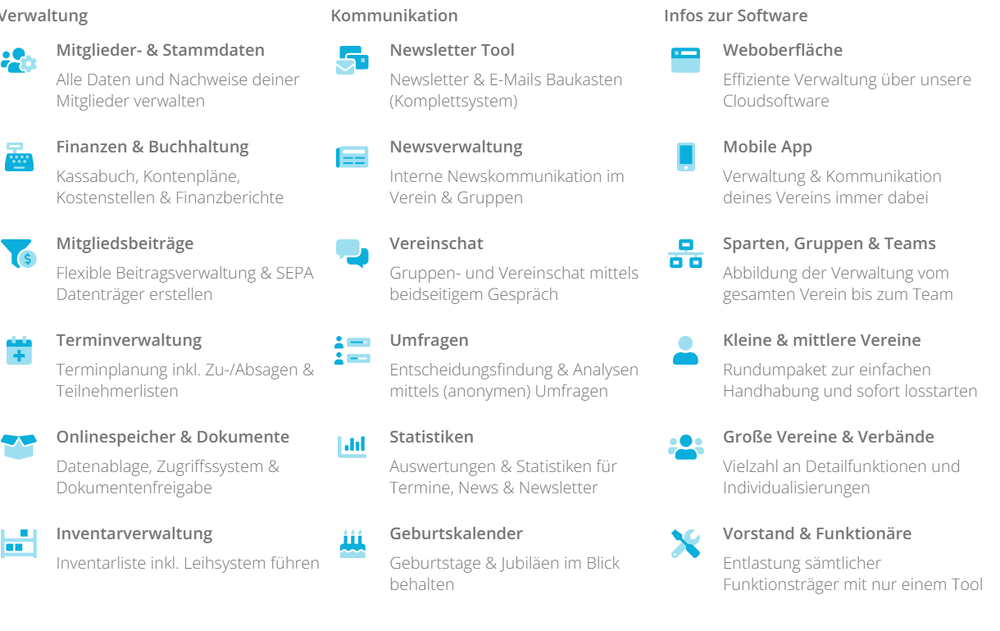 Verwaltung
Mitglieder- & Stammdaten
Alle Daten und Nachweise deiner
Mitglieder verwalten
Finanzen & Buchhaltung
Kassabuch, Kontenpläne,
Kostenstellen & Finanzberichte
Mitgliedsbeiträge
Flexible Beitragsverwaltung & SEPA
Datenträger erstellen
Terminverwaltung
Terminplanung inkl. Zu-/Absagen &
Teilnehmerlisten
Onlinespeicher & Dokumente
Datenablage, Zugriffssystem &
Dokumentenfreigabe
Inventarverwaltung
Inventarliste inkl. Leihsystem führen
Kommunikation
Newsletter Tool
Newsletter & E-Mails Baukasten
(Komplettsystem)
Newsverwaltung
Interne Newskommunikation im
Verein & Gruppen
Vereinschat
Gruppen- und Vereinschat mittels
beidseitigem Gespräch
Umfragen
Entscheidungsfindung & Analysen
mittels (anonymen) Umfragen
Statistiken
Auswertungen & Statistiken für
Termine, News & Newsletter
Geburtskalender
Geburtstage & Jubiläen im Blick
behalten
Infos zur Software
Weboberfläche
Effiziente Verwaltung über unsere
Cloudsoftware
Mobile App
Verwaltung & Kommunikation
deines Vereins immer dabei
Sparten, Gruppen & Teams
Abbildung der Verwaltung vom
gesamten Verein bis zum Team
Kleine & mittlere Vereine
Rundumpaket zur einfachen
Handhabung und sofort losstarten
Große Vereine & Verbände
Vielzahl an Detailfunktionen und
Individualisierungen
Vorstand & Funktionäre
Entlastung sämtlicher
Funktionsträger mit nur einem Tool